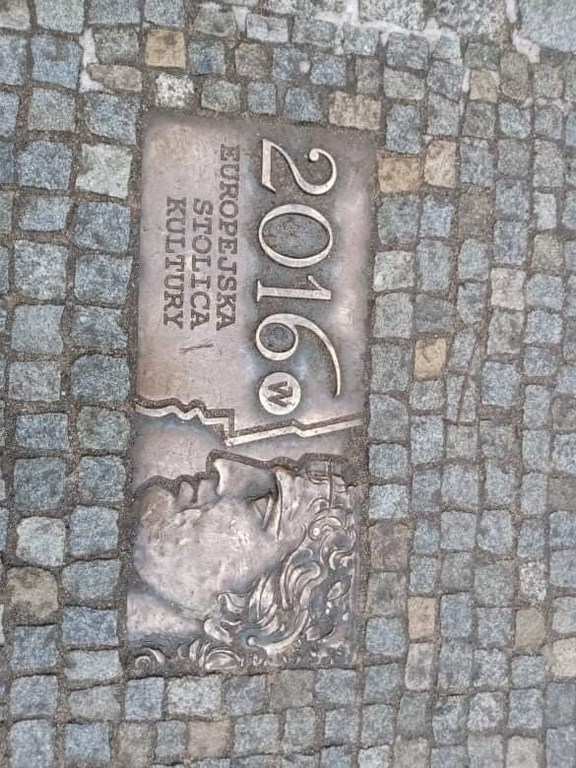 2016 W
EUROPEJSKA
STOLICA
KULTURY